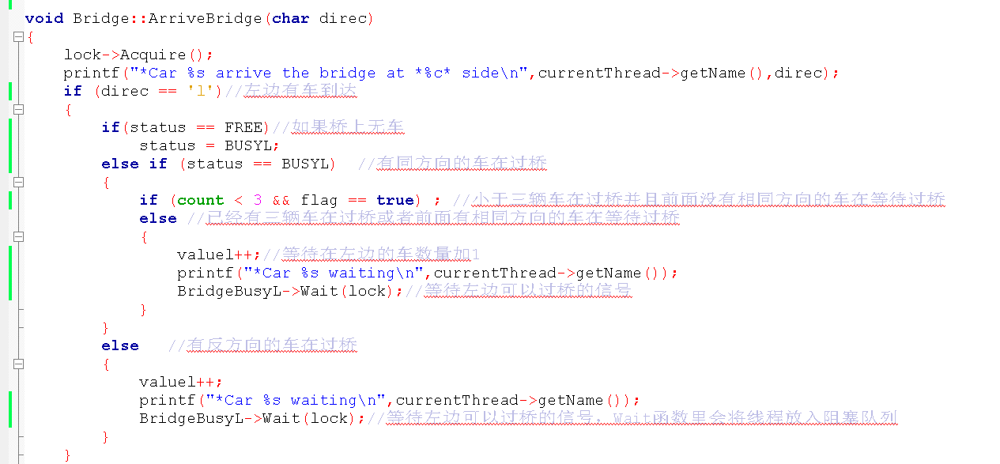 void Bridge::ArriveBridge(char direc)
{
lock->Acquire();
printf("*Car %s arrive the bridge at *%c* side\n",currentThread->getName(),direc);
if (direc == 'l')//左边有车到达
{
if(status == FREE)//如果桥上无车
status = BUSYL;
else if (status == BUSYL)  //有同方向的车在过桥
{
if (count < 3 && flag == true) ; //小于三辆车在过桥并且前面没有相同方向的车在等待过桥
else //已经有三辆车在过桥或者前面有相同方向的车在等待过桥
{
valuel++;//等待在左边的车数量加1
printf("*Car %s waiting\n",currentThread->getName());
BridgeBusyL->Wait(lock);//等待左边可以过桥的信号
}
}
else   //有反方向的车在过桥
{
valuel++;
printf("*Car %s waiting\n",currentThread->getName());
BridgeBusyL->Wait(lock);//等待左边可以过桥的信号，Wait函数里会将线程放入阻塞队列
}
}